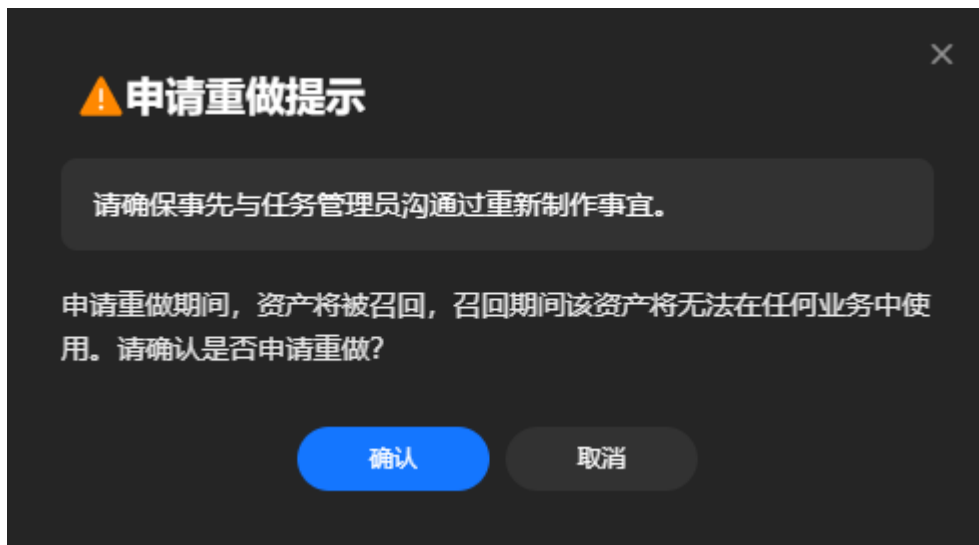 申请重做提示
请确保事先与任务管理员沟通过重新制作事宜。
申请重做期间，资产将被召回，召回期间该资产将无法在任何业务中使
用。请确认是否申请重做？
确认
取消